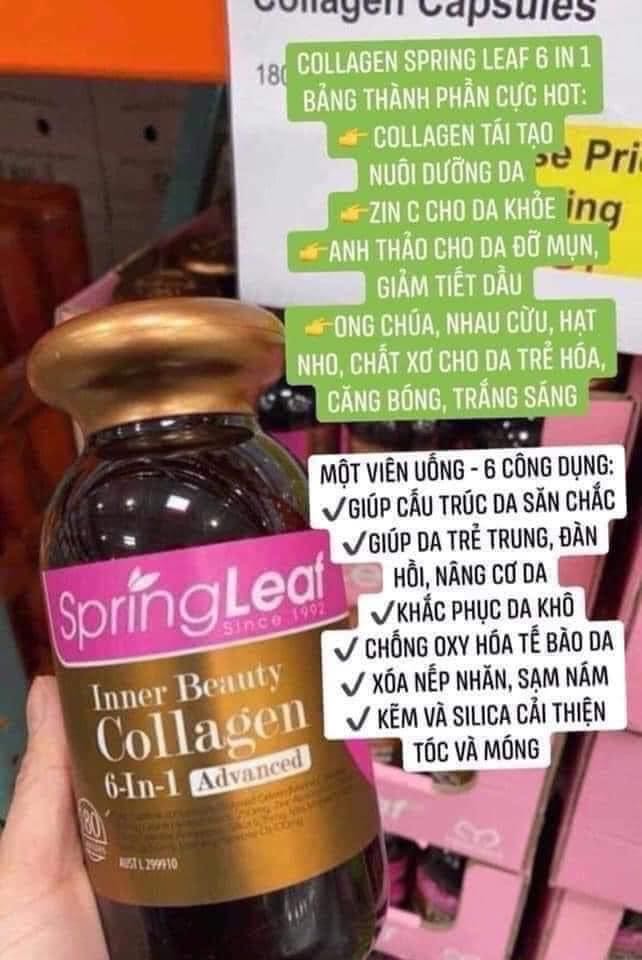 Collagen Capsules
180
COLLAGEN SPRING LEAF 6 IN 1
BẢNG THÀNH PHẦN CỰC HOT:
👉 COLLAGEN TÁI TẠO
NUÔI DƯỠNG DA
👉ZIN C CHO DA KHỎE
👉ANH THẢO CHO DA ĐỠ MỤN,
GIẢM TIẾT DẦU
👉ONG CHÚA, NHAU CỪU, HẠT
NHO, CHẤT XƠ CHO DA TRẺ HÓA,
CĂNG BÓNG, TRẮNG SÁNG
MỘT VIÊN UỐNG - 6 CÔNG DỤNG:
✔GIÚP CẤU TRÚC DA SĂN CHẮC
✔GIÚP DA TRẺ TRUNG, ĐÀN
HỒI, NÂNG CƠ DA
✔KHẮC PHỤC DA KHÔ
✔ CHỐNG OXY HÓA TẾ BÀO DA
✔ XÓA NẾP NHĂN, SẠM NÁM
✔ KẼM VÀ SILICA CẢI THIỆN
TÓC VÀ MÓNG
SpringLeaf
Since 1992
Inner Beauty
Collagen
6-In-1 Advanced
180
AUST L 299910